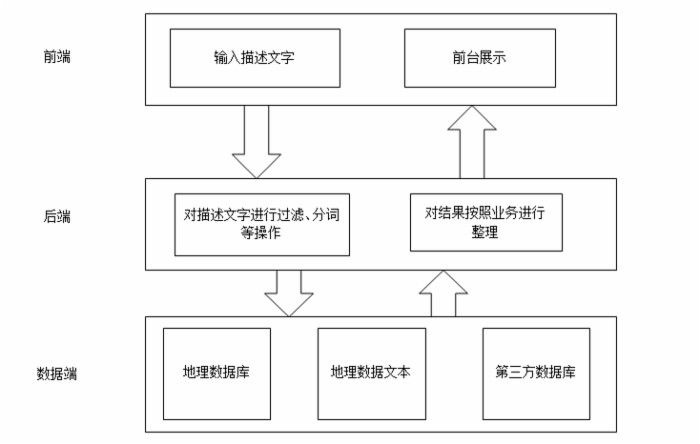 前端
输入描述文字
前台展示
后端
对描述文字进行过滤、分词
等操作
对结果按照业务进行
整理
数据端
地理数据库
地理数据文本
第三方数据库